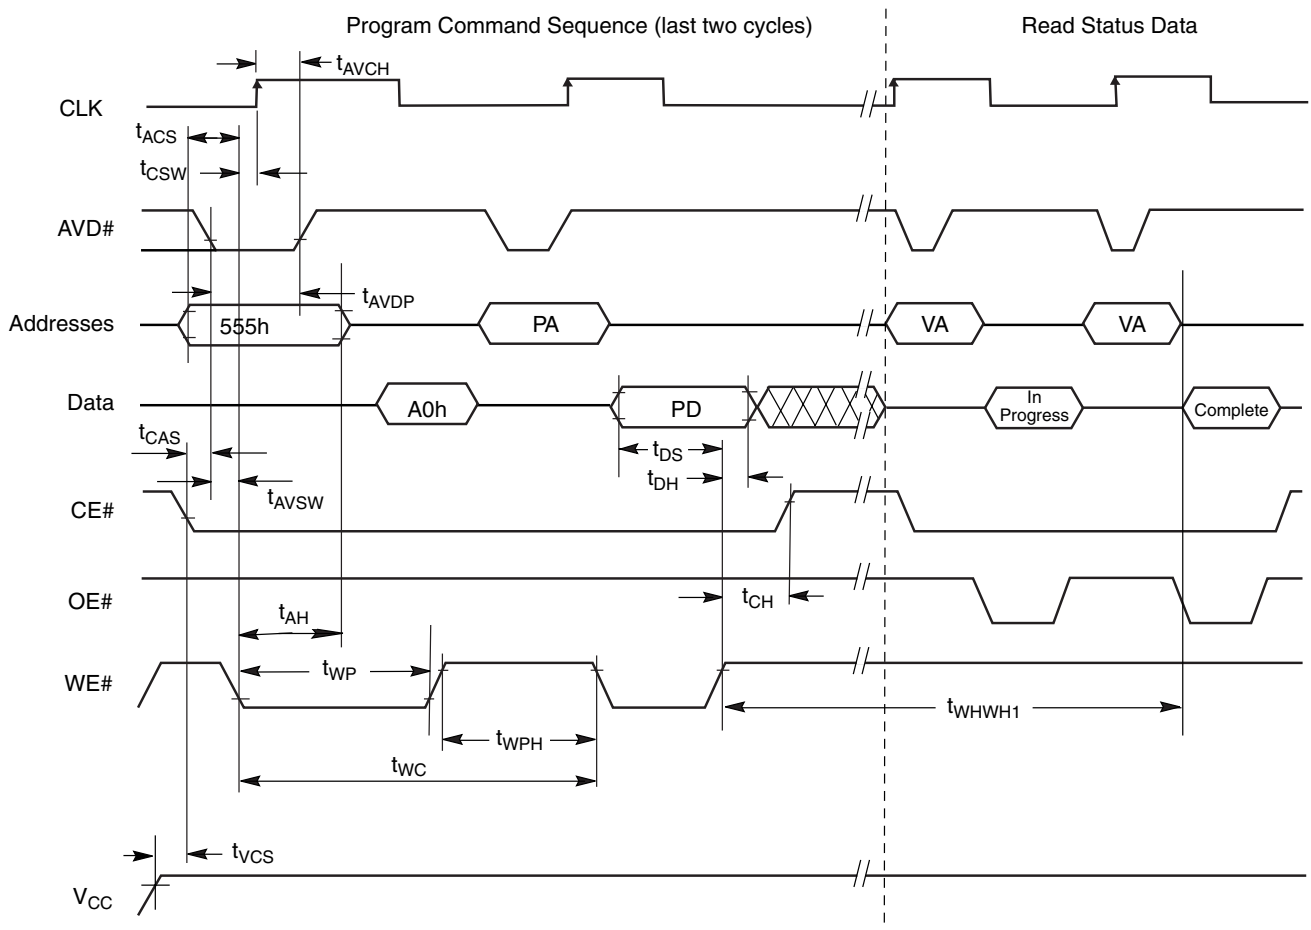 Program Command Sequence (last two cycles)
Read Status Data
tAVCH
CLK
tACS
tCSW
AVD#
tAVDP
Addresses
555h
PA
VA
VA
Data
A0h
PD
In
Progress
Complete
tCAS
tDS
tDH
tAVSW
CE#
OE#
tCH
tAH
tWP
WE#
tWHWH1
tWPH
tWC
tVCS
VCC